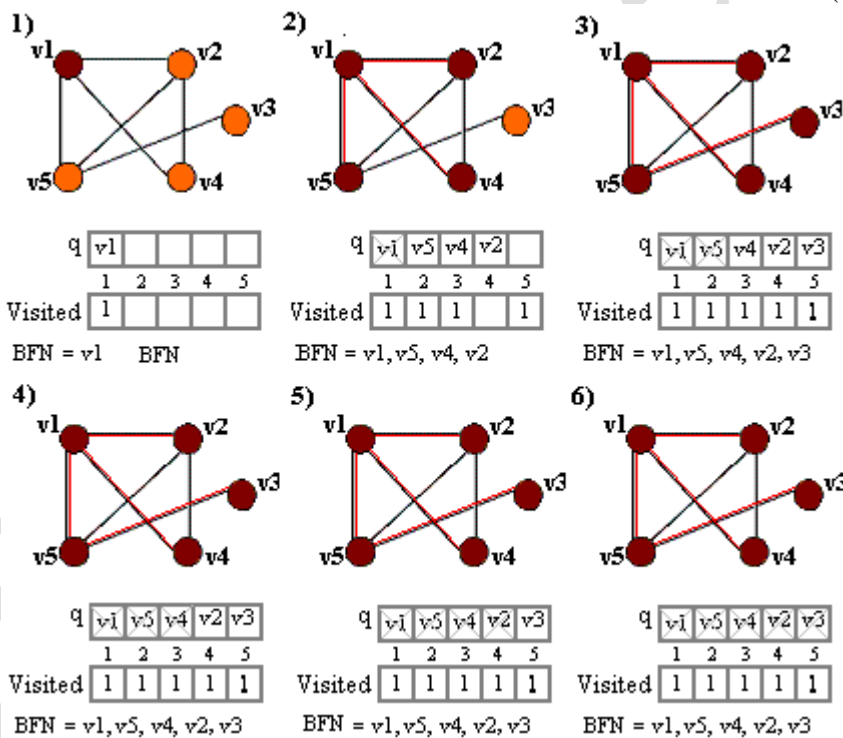 1)
v1 v2
v3
v5 v4
q v1
1 2 3 4 5
Visited 1
BFN = v1 BFN
2)
v1 v2
v3
v5 v4
q v1 v5 v4 v2
1 2 3 4 5
Visited 1 1 1 1
BFN = v1, v5, v4, v2
3)
v1 v2
v3
v5 v4
q v1 v5 v4 v2 v3
1 2 3 4 5
Visited 1 1 1 1 1
BFN = v1, v5, v4, v2, v3
4)
v1 v2
v3
v5 v4
q v1 v5 v4 v2 v3
1 2 3 4 5
Visited 1 1 1 1 1
BFN = v1, v5, v4, v2, v3
5)
v1 v2
v3
v5 v4
q v1 v5 v4 v2 v3
1 2 3 4 5
Visited 1 1 1 1 1
BFN = v1, v5, v4, v2, v3
6)
v1 v2
v3
v5 v4
q v1 v5 v4 v2 v3
1 2 3 4 5
Visited 1 1 1 1 1
BFN = v1, v5, v4, v2, v3